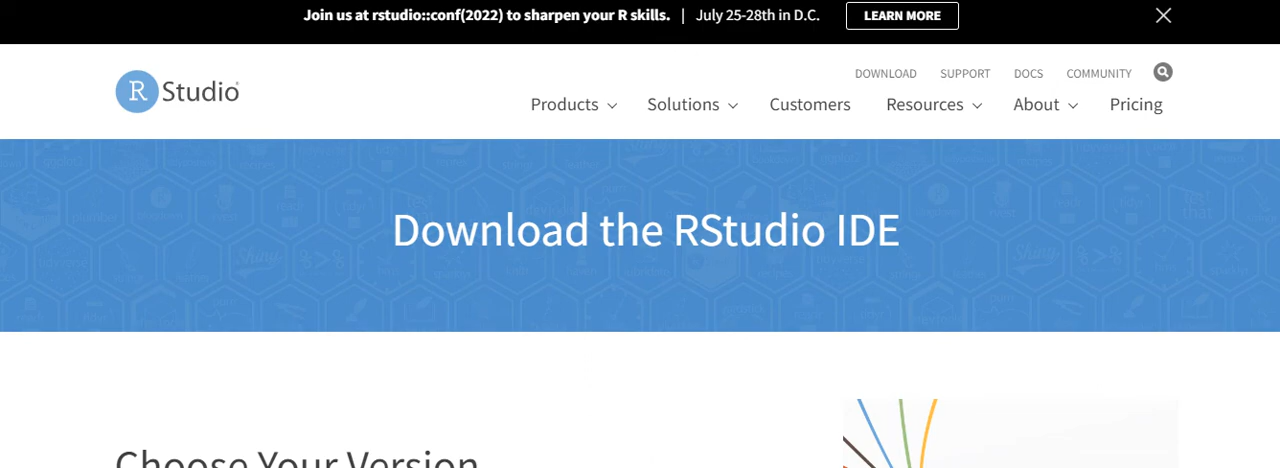 Join us at rstudio::conf(2022) to sharpen your R skills. | July 25-28th in D.C. LEARN MORE
R Studio
DOWNLOAD SUPPORT DOCS COMMUNITY
Products Solutions Customers Resources About Pricing
Download the RStudio IDE
Choose Your Version